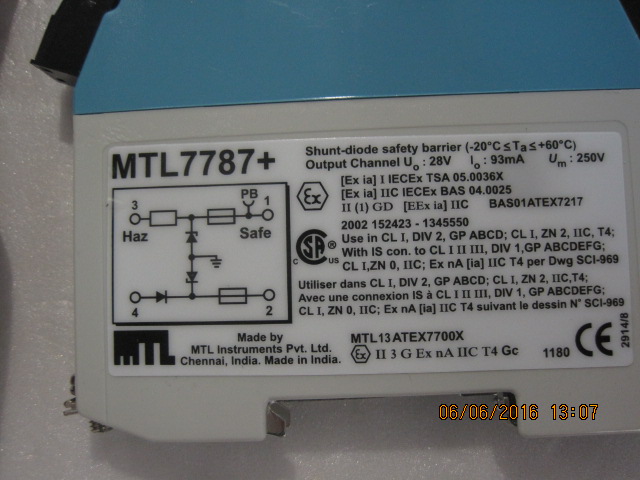 MTL7787+
Shunt-diode safety barrier (-20°C ≤ Ta ≤ +60°C)
Output Channel Uo : 28V Io : 93mA Um : 250V
[Ex ia] I IECEx TSA 05.0036X
[Ex ia] IIC IECEx BAS 04.0025
II (1) GD [EEx ia] IIC BAS01ATEX7217
Ex
PB
3
1
Haz
Safe
4
2
2002 152423 - 1345550
Use in CL I, DIV 2, GP ABCD; CL I, ZN 2, IIC, T4;
With IS con. to CL I II III, DIV 1,GP ABCDEFG;
CL I,ZN 0, IIC; Ex nA [ia] IIC T4 per Dwg SCI-969
C SA US
Utiliser dans CL I, DIV 2, GP ABCD; CL I, ZN 2, IIC,T4;
Avec une connexion IS à CL I II III, DIV 1, GP ABCDEFG;
CL I, ZN 0, IIC; Ex nA [ia] IIC T4 suivant le dessin N° SCI-969
MTL
Made by
MTL Instruments Pvt. Ltd.
Chennai, India. Made in India.
MTL13ATEX7700X
Ex II 3 G Ex nA IIC T4 Gc 1180 CE
2914/8
06/06/2016 13:07